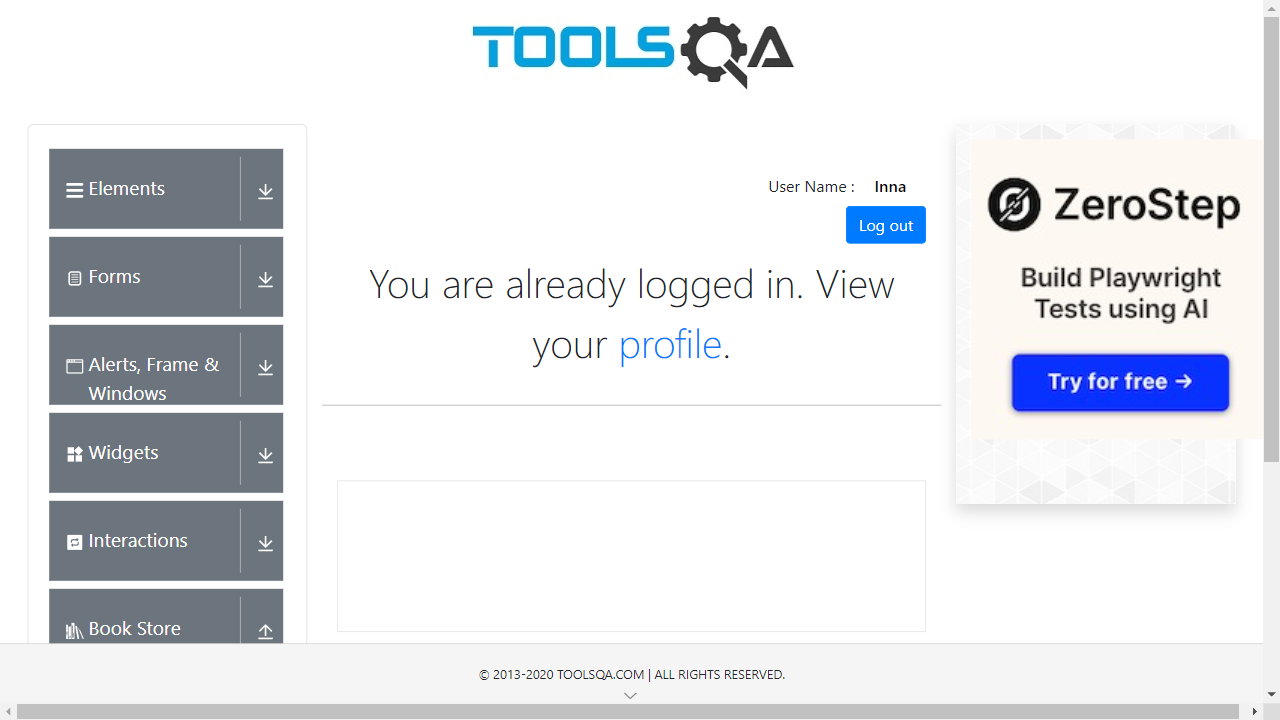 TOOLSQA
Elements
Forms
Alerts, Frame &
Windows
Widgets
Interactions
Book Store
User Name : Inna
Log out
You are already logged in. View
your profile.
ZeroStep
Build Playwright
Tests using AI
Try for free →
© 2013-2020 TOOLSQA.COM | ALL RIGHTS RESERVED.